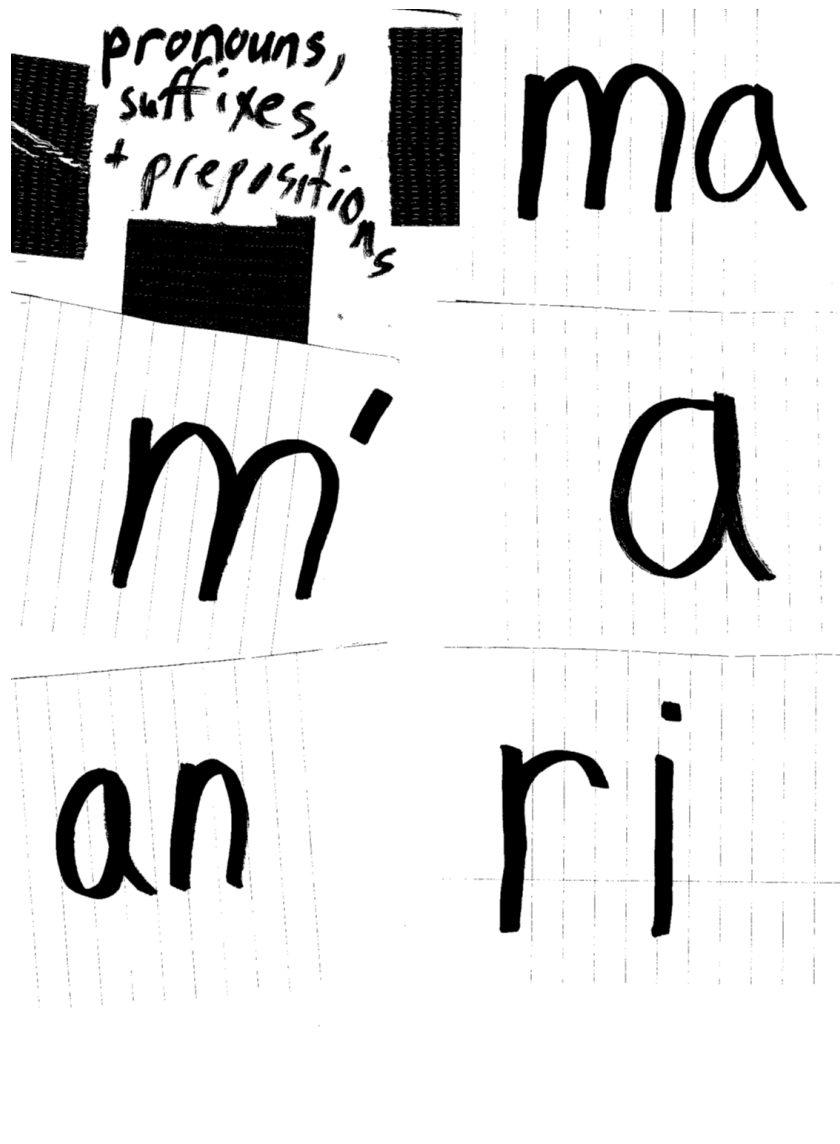 pronouns,
suffixes,
+ prepositions
ma
m'
a
an
ri